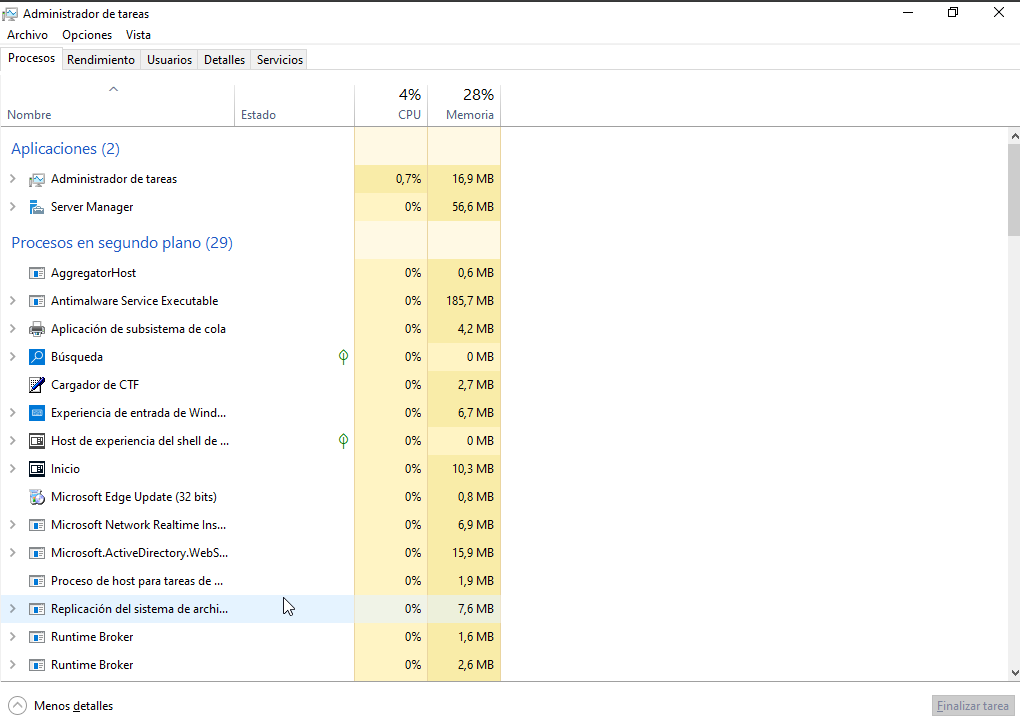 Administrador de tareas
Archivo Opciones Vista
Procesos Rendimiento Usuarios Detalles Servicios
4% 28%
Nombre Estado CPU Memoria
Aplicaciones (2)
Administrador de tareas 0,7% 16,9 MB
Server Manager 0% 56,6 MB
Procesos en segundo plano (29)
AggregatorHost 0% 0,6 MB
Antimalware Service Executable 0% 185,7 MB
Aplicación de subsistema de cola 0% 4,2 MB
Búsqueda 0% 0 MB
Cargador de CTF 0% 2,7 MB
Experiencia de entrada de Wind... 0% 6,7 MB
Host de experiencia del shell de ... 0% 0 MB
Inicio 0% 10,3 MB
Microsoft Edge Update (32 bits) 0% 0,8 MB
Microsoft Network Realtime Ins... 0% 6,9 MB
Microsoft.ActiveDirectory.WebS... 0% 15,9 MB
Proceso de host para tareas de ... 0% 1,9 MB
Replicación del sistema de archi... 0% 7,6 MB
Runtime Broker 0% 1,6 MB
Runtime Broker 0% 2,6 MB
Menos detalles Finalizar tarea